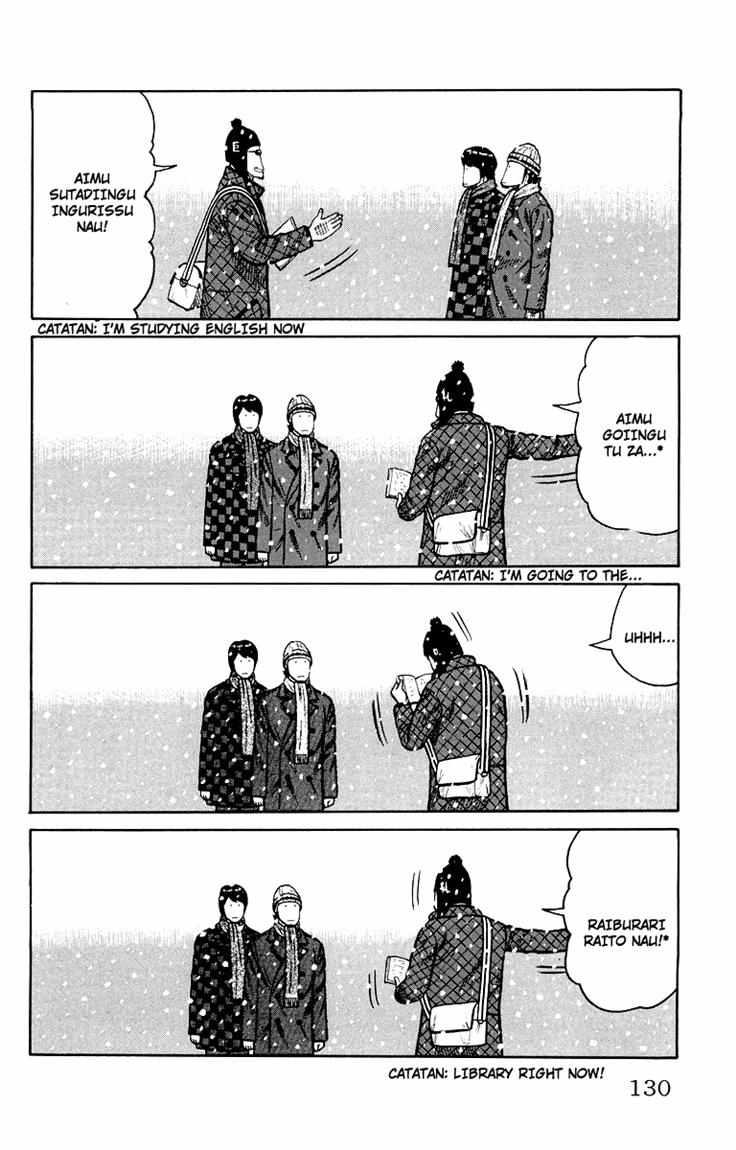 E
AIMU
SUTADIINGU
INGURISSU
NAU!
CATATAN: I'M STUDYING ENGLISH NOW
AIMU
GOIINGU
TU ZA...*
CATATAN: I'M GOING TO THE...
UHHH...
RAIBURARI
RAITO NAU!*
CATATAN: LIBRARY RIGHT NOW!
130